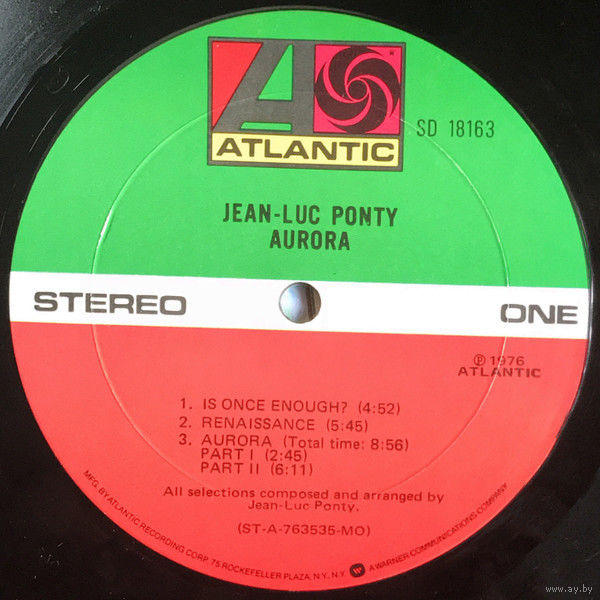 ATLANTIC
SD 18163
JEAN-LUC PONTY
AURORA
STEREO
ONE
℗ 1976
ATLANTIC
1. IS ONCE ENOUGH? (4:52)
2. RENAISSANCE (5:45)
3. AURORA (Total time: 8:56)
PART I (2:45)
PART II (6:11)
All selections composed and arranged by
Jean-Luc Ponty.
(ST-A-763535-MO)
MFG. BY ATLANTIC RECORDING CORP. 75 ROCKEFELLER PLAZA, N.Y., N.Y. A WARNER COMMUNICATIONS COMPANY
www.ay.by